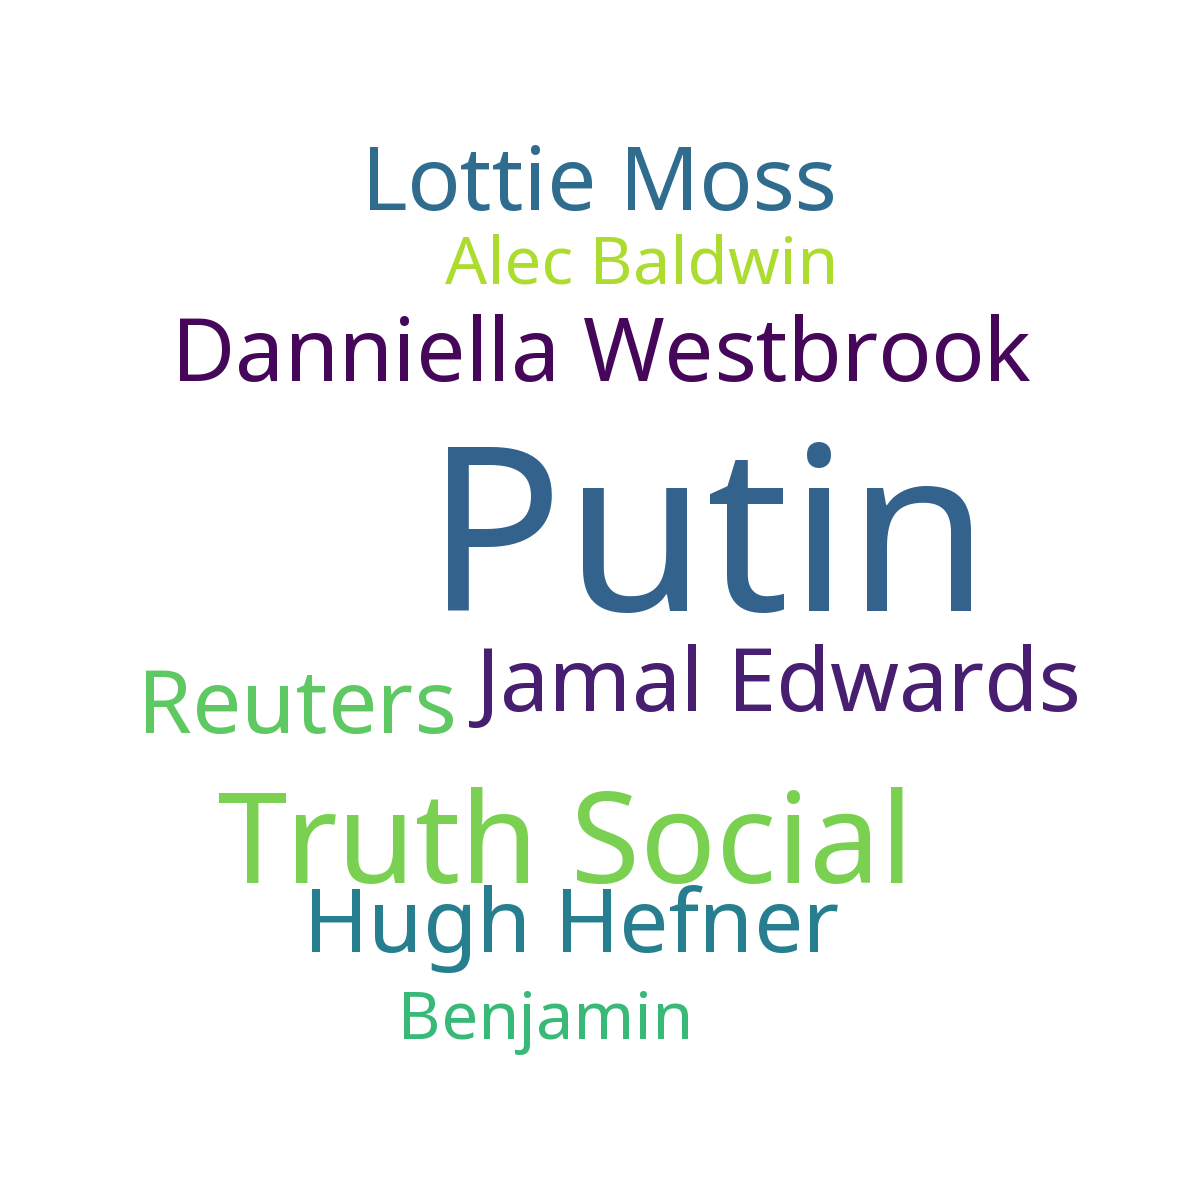 Lottie Moss
Alec Baldwin
Danniella Westbrook
Putin
Jamal Edwards
Reuters
Truth Social
Hugh Hefner
Benjamin